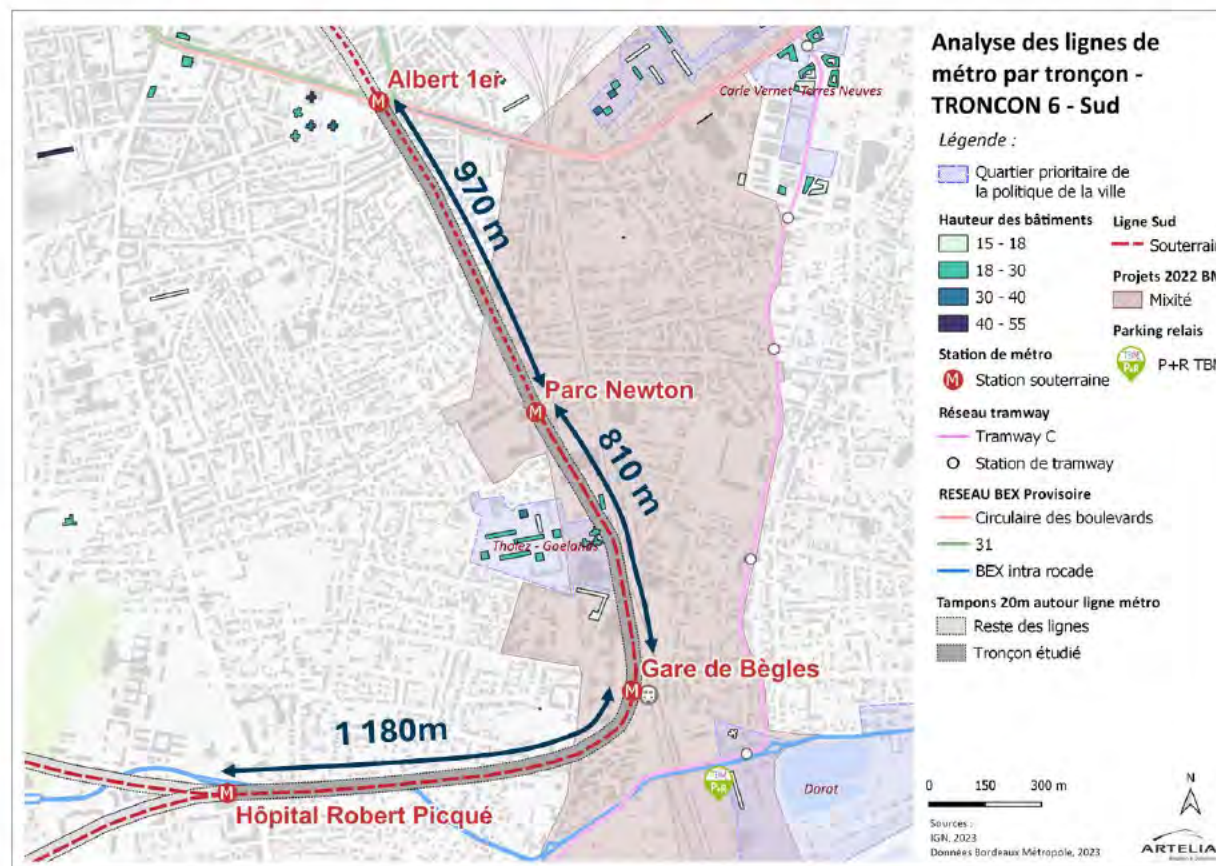 Albert 1er
970 m
Parc Newton
810 m
Tholez - Goelands
Gare de Bègles
1 180m
Hôpital Robert Picqué
Carle Vernet- Terres Neuves
Dorat
TBM
P+R
Analyse des lignes de
métro par tronçon -
TRONCON 6 - Sud
Légende :
Quartier prioritaire de
la politique de la ville
Hauteur des bâtiments
15 - 18
18 - 30
30 - 40
40 - 55
Station de métro
M Station souterraine
Réseau tramway
Tramway C
Station de tramway
RESEAU BEX Provisoire
Circulaire des boulevards
31
BEX intra rocade
Tampons 20m autour ligne métro
Reste des lignes
Tronçon étudié
Ligne Sud
Souterrain
Projets 2022 BM
Mixité
Parking relais
P+R TBM
0 150 300 m
N
Sources :
IGN, 2023
Données Bordeaux Métropole, 2023
ARTELIA